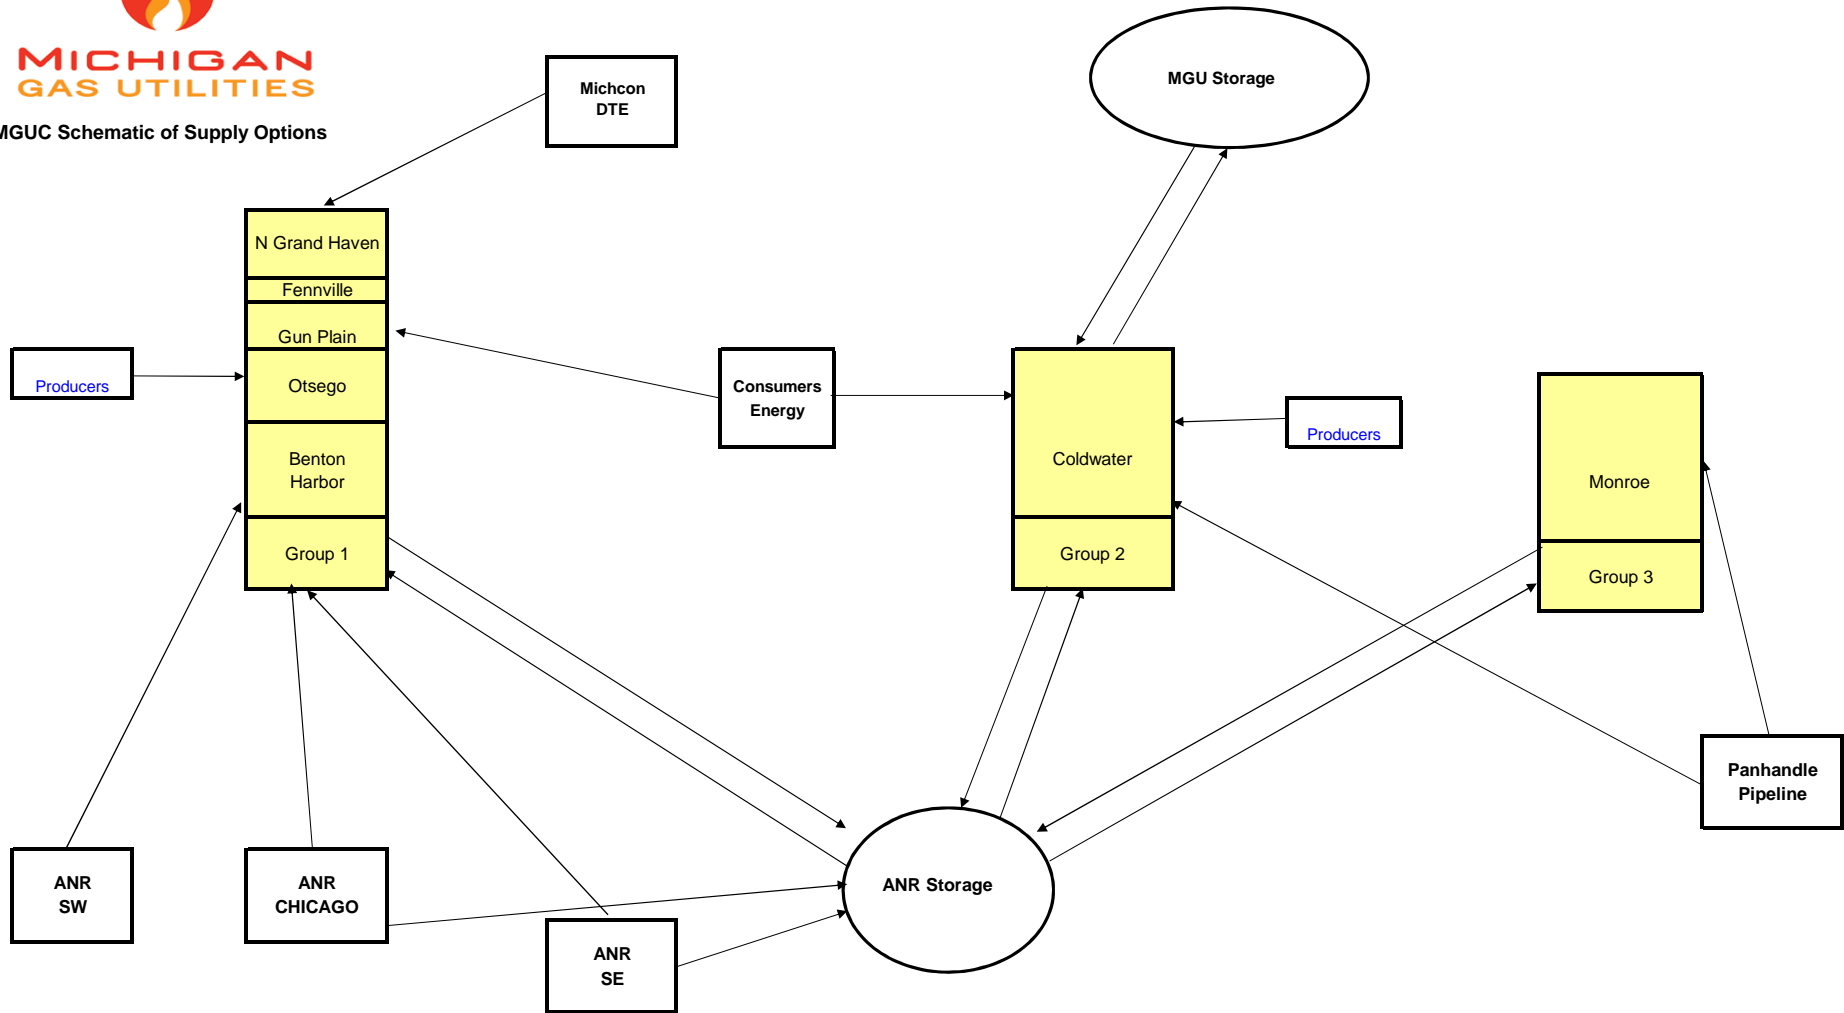 MICHIGAN
GAS UTILITIES
MGUC Schematic of Supply Options
Michcon
DTE
MGU Storage
N Grand Haven
Fennville
Gun Plain
Otsego
Benton
Harbor
Group 1
Producers
Consumers
Energy
Coldwater
Group 2
Producers
Monroe
Group 3
Panhandle
Pipeline
ANR
SW
ANR
CHICAGO
ANR
SE
ANR Storage